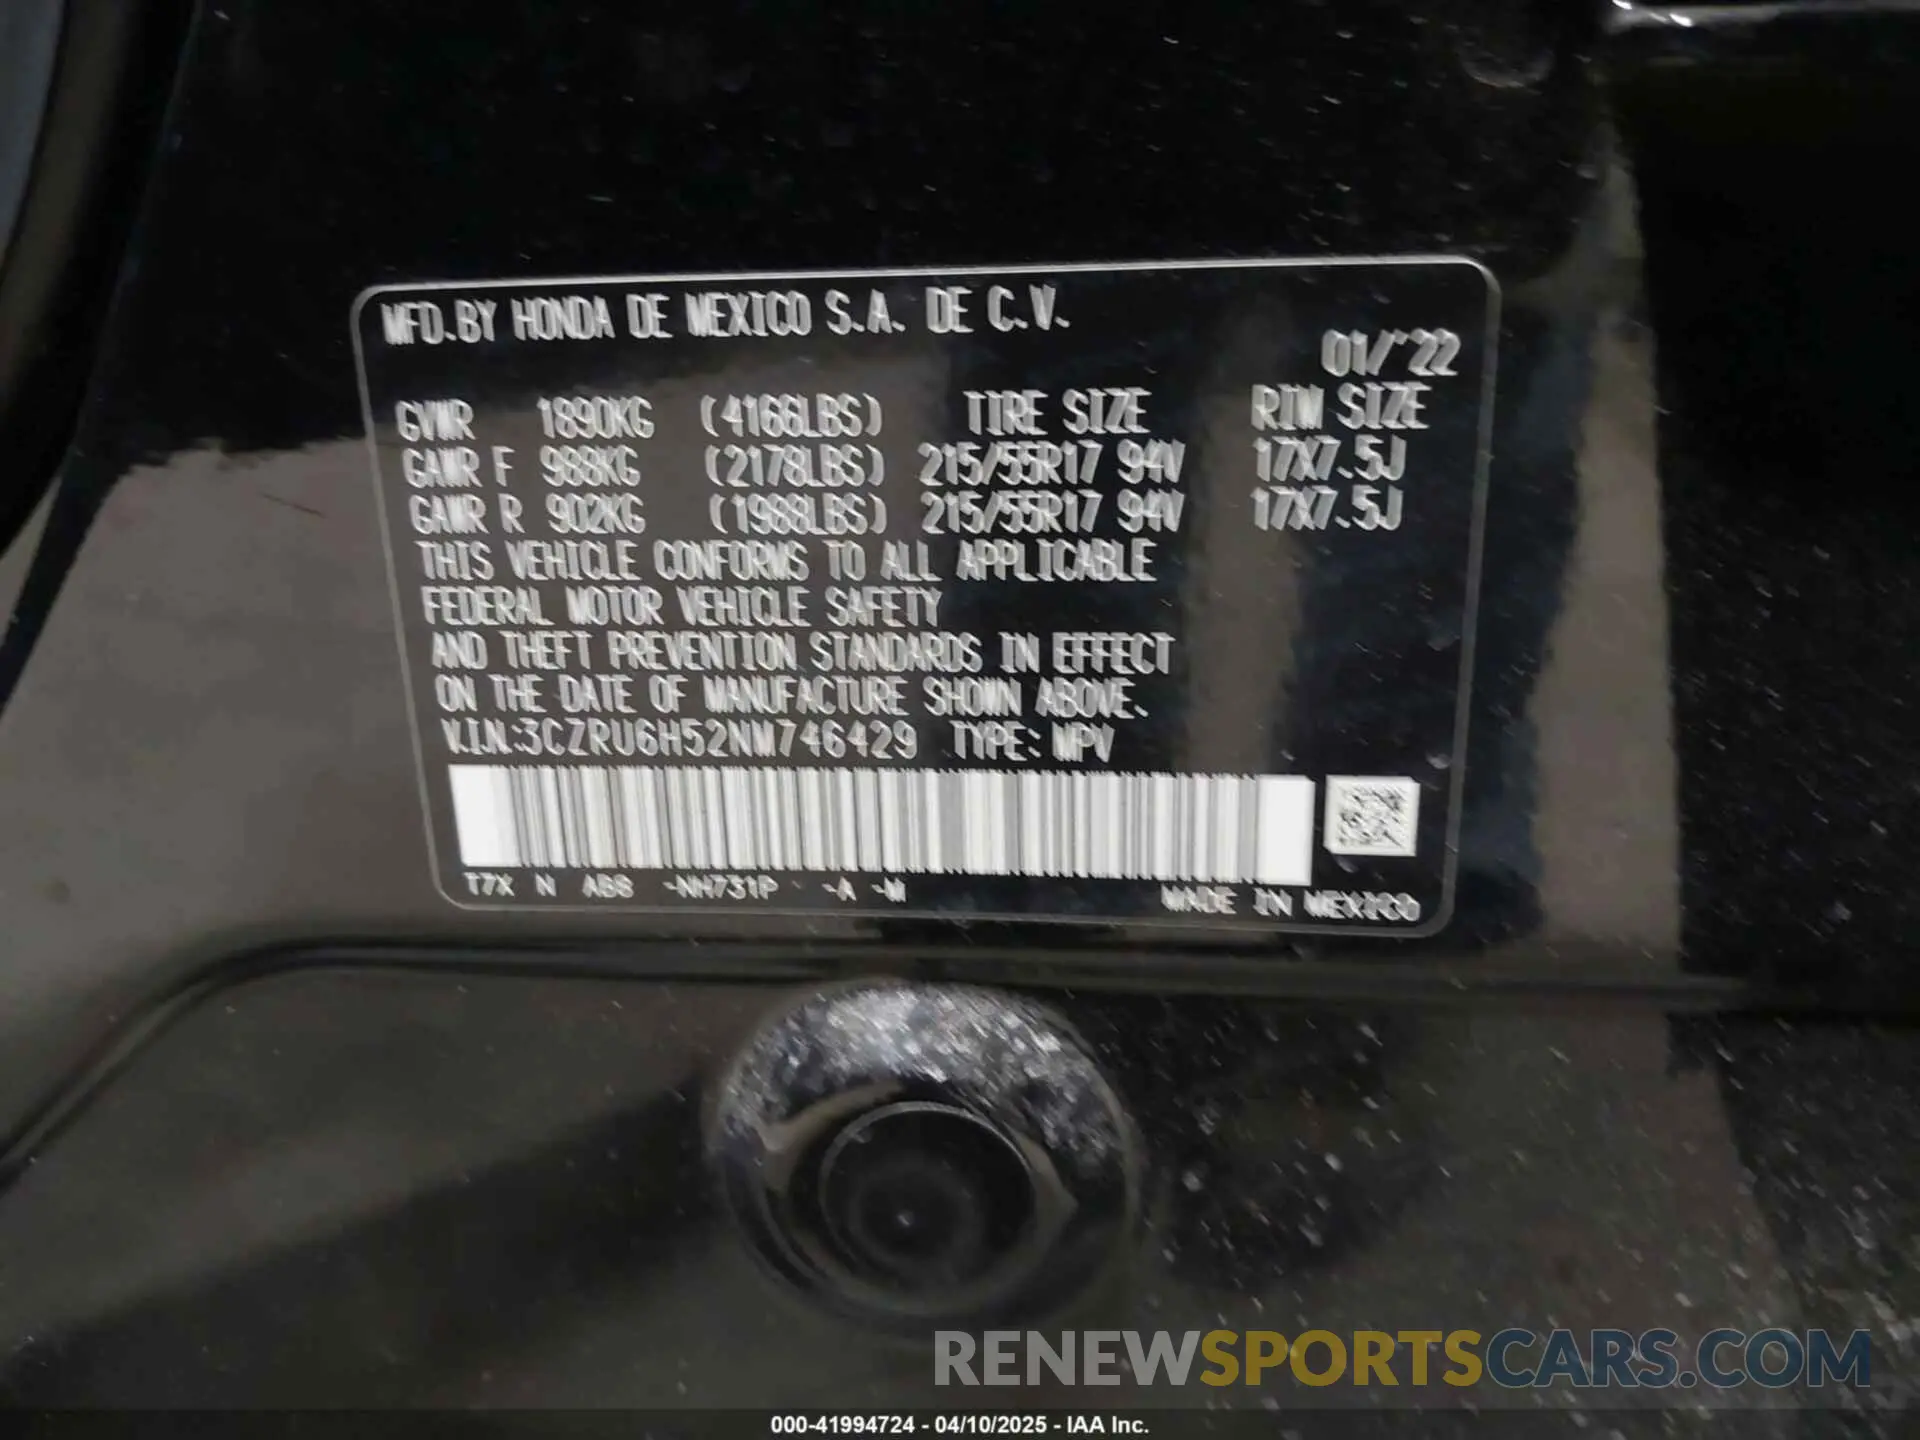 MFD.BY HONDA DE MEXICO S.A. DE C.V.
01/'22
GVWR 1890KG (4166LBS) TIRE SIZE RIM SIZE
GAWR F 988KG (2178LBS) 215/55R17 94V 17X7.5J
GAWR R 902KG (1988LBS) 215/55R17 94V 17X7.5J
THIS VEHICLE CONFORMS TO ALL APPLICABLE
FEDERAL MOTOR VEHICLE SAFETY
AND THEFT PREVENTION STANDARDS IN EFFECT
ON THE DATE OF MANUFACTURE SHOWN ABOVE.
V.I.N.:3CZRU6H52NM746429 TYPE: MPV
T7X N AB8 -NH731P -A -M MADE IN MEXICO
RENEWSPORTSCARS.COM
000-41994724 - 04/10/2025 - IAA Inc.